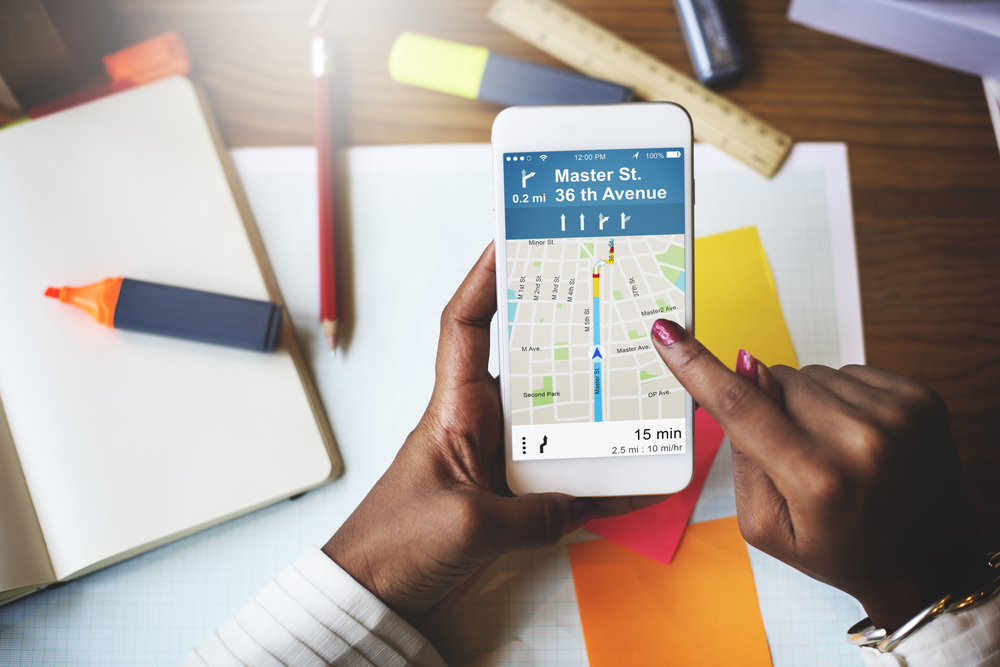 12:00 PM
100%
Master St.
0.2 mi
36 th Avenue
Minor St.
M 1st St.
M 2nd St.
M 3rd St.
M 4th St.
37th St.
M 5th St.
Master2 Ave.
M Ave.
Master Ave.
Master St.
Second Park
OP Ave.
15 min
2.5 mi : 10 mi/hr